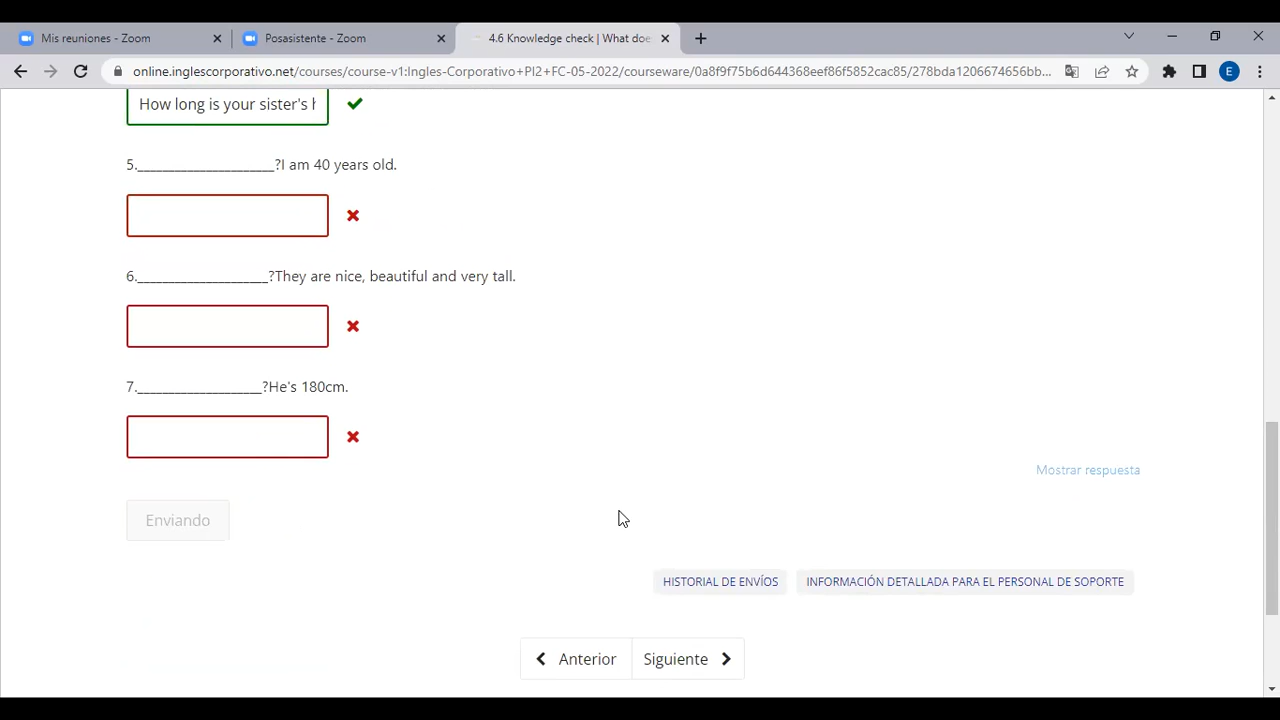 Mis reuniones - Zoom
Posasistente - Zoom
4.6 Knowledge check | What doe
online.inglescorporativo.net/courses/course-v1:Ingles-Corporativo+PI2+FC-05-2022/courseware/0a8f9f75b6d644368eef86f5852cac85/278bda1206674656bb...
E
How long is your sister's h
5.____________________?I am 40 years old.
6.___________________?They are nice, beautiful and very tall.
7.__________________?He's 180cm.
Mostrar respuesta
Enviando
HISTORIAL DE ENVÍOS
INFORMACIÓN DETALLADA PARA EL PERSONAL DE SOPORTE
Anterior
Siguiente